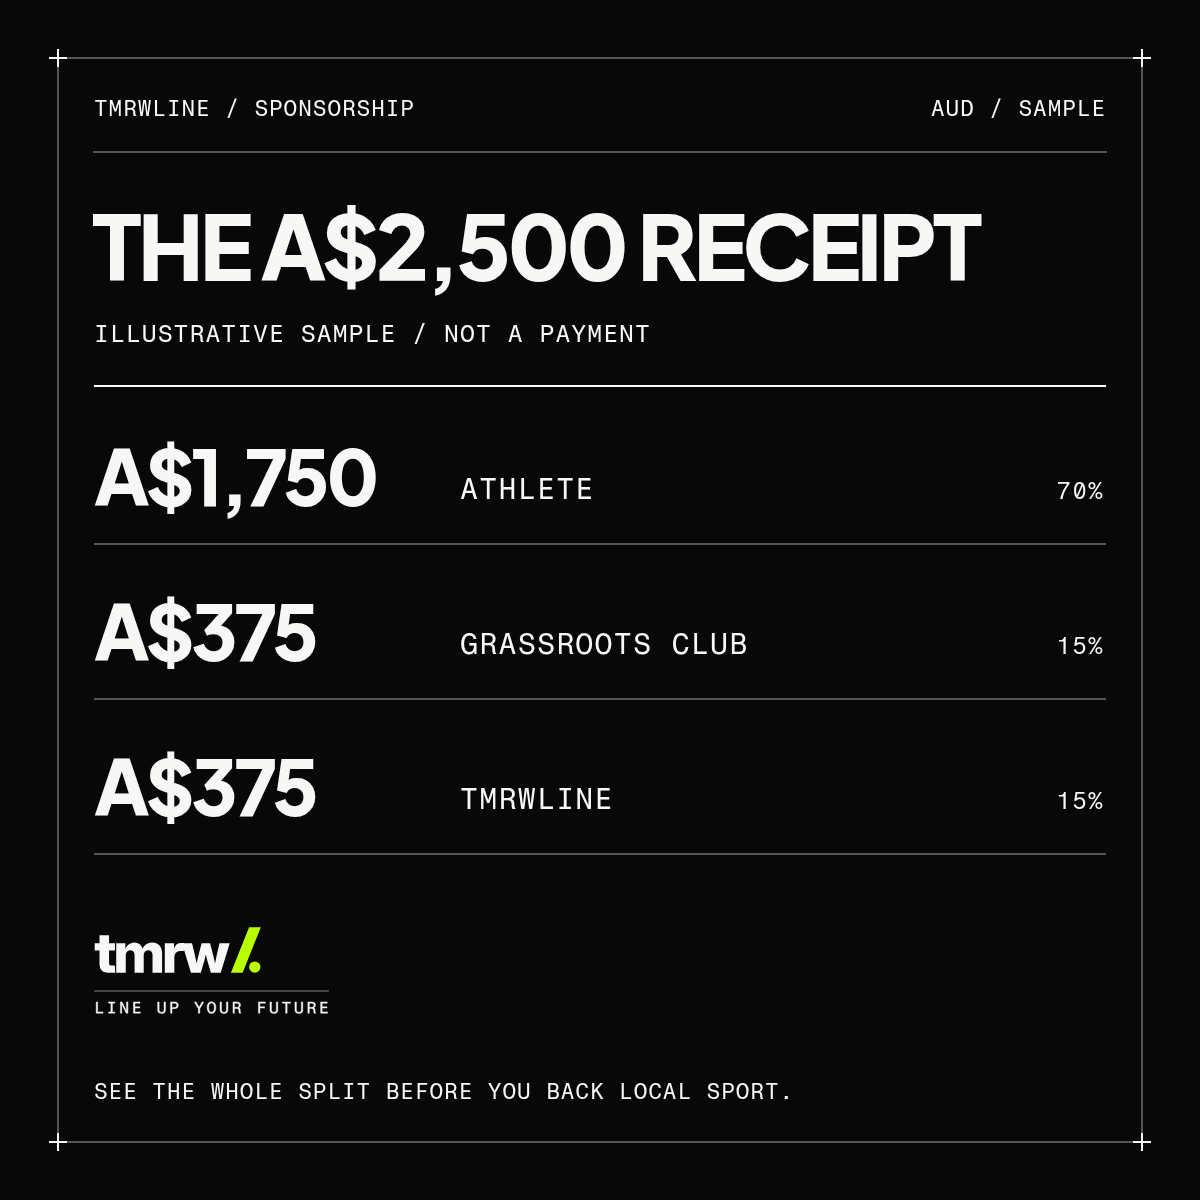 TMRWLINE / SPONSORSHIP
AUD / SAMPLE
THE A$2,500 RECEIPT
ILLUSTRATIVE SAMPLE / NOT A PAYMENT
A$1,750 ATHLETE 70%
A$375 GRASSROOTS CLUB 15%
A$375 TMRWLINE 15%
tmrw/.
LINE UP YOUR FUTURE
SEE THE WHOLE SPLIT BEFORE YOU BACK LOCAL SPORT.